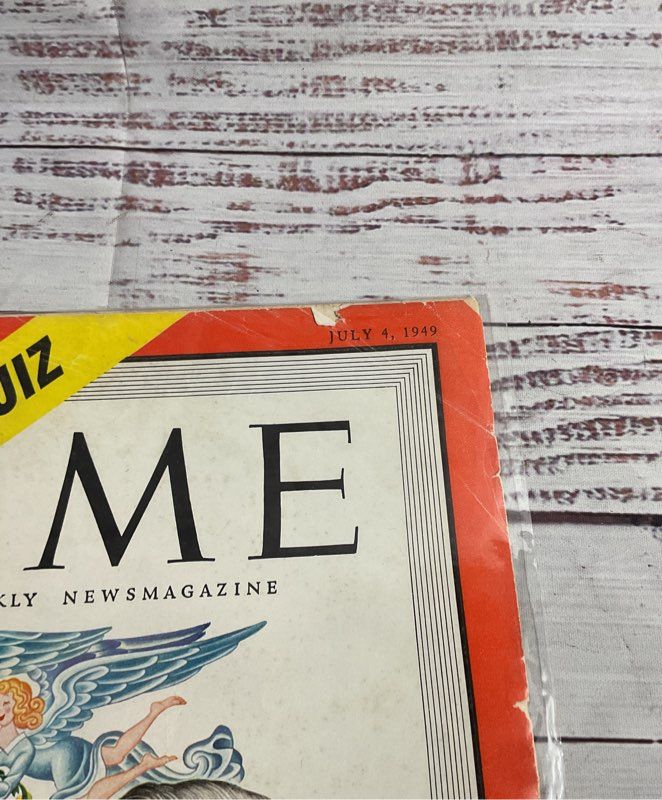 JULY 4, 1949
UIZ
ME
KLY NEWSMAGAZINE